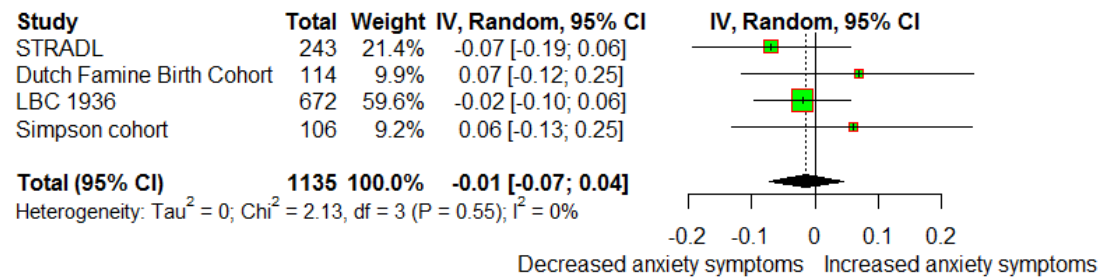 Study Total Weight IV, Random, 95% CI IV, Random, 95% CI
STRADL 243 21.4% -0.07 [-0.19; 0.06]
Dutch Famine Birth Cohort 114 9.9% 0.07 [-0.12; 0.25]
LBC 1936 672 59.6% -0.02 [-0.10; 0.06]
Simpson cohort 106 9.2% 0.06 [-0.13; 0.25]
Total (95% CI) 1135 100.0% -0.01 [-0.07; 0.04]
Heterogeneity: Tau² = 0; Chi² = 2.13, df = 3 (P = 0.55); I² = 0%
-0.2 -0.1 0 0.1 0.2
Decreased anxiety symptoms Increased anxiety symptoms